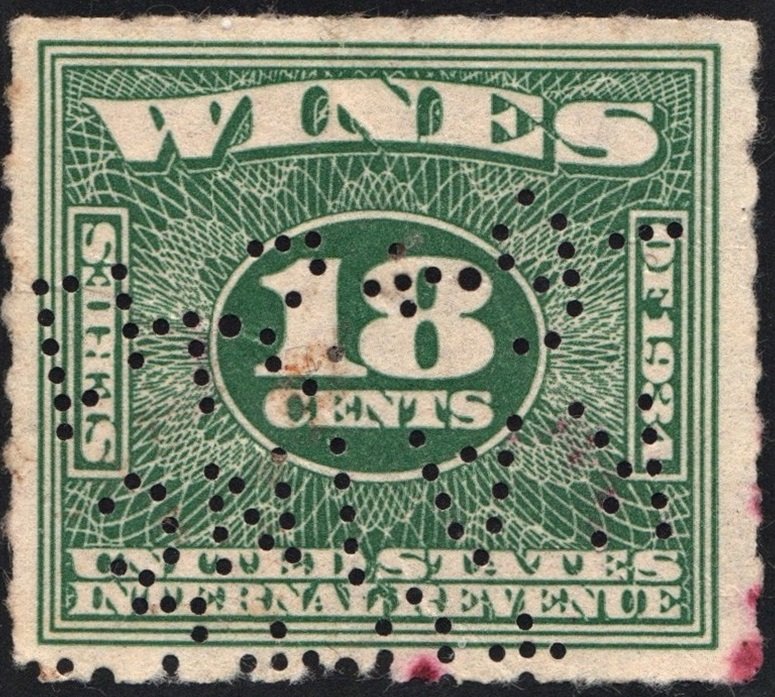 WINES
SERIES
OF 1934
18
CENTS
UNITED STATES
INTERNAL REVENUE